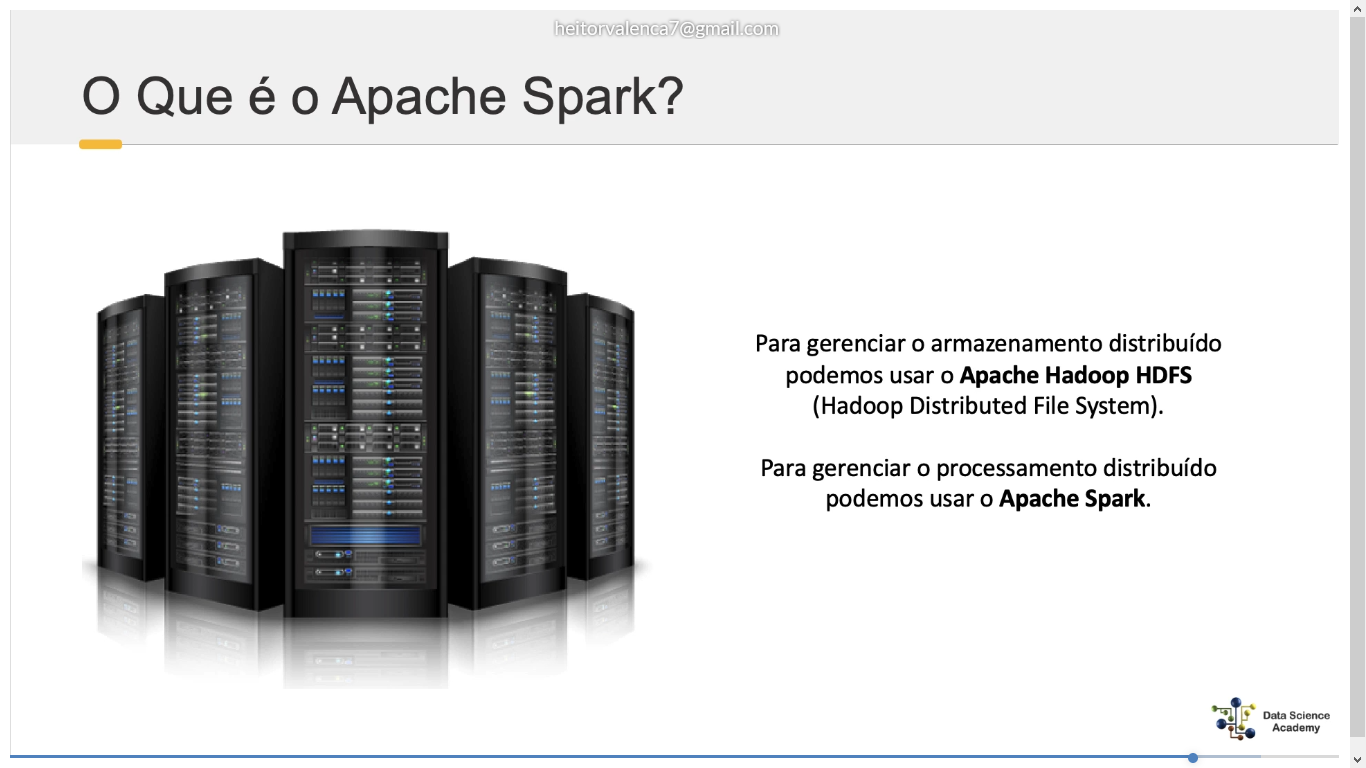 heitorvalenca7@gmail.com
O Que é o Apache Spark?
Para gerenciar o armazenamento distribuído
podemos usar o Apache Hadoop HDFS
(Hadoop Distributed File System).
Para gerenciar o processamento distribuído
podemos usar o Apache Spark.
Data Science
Academy